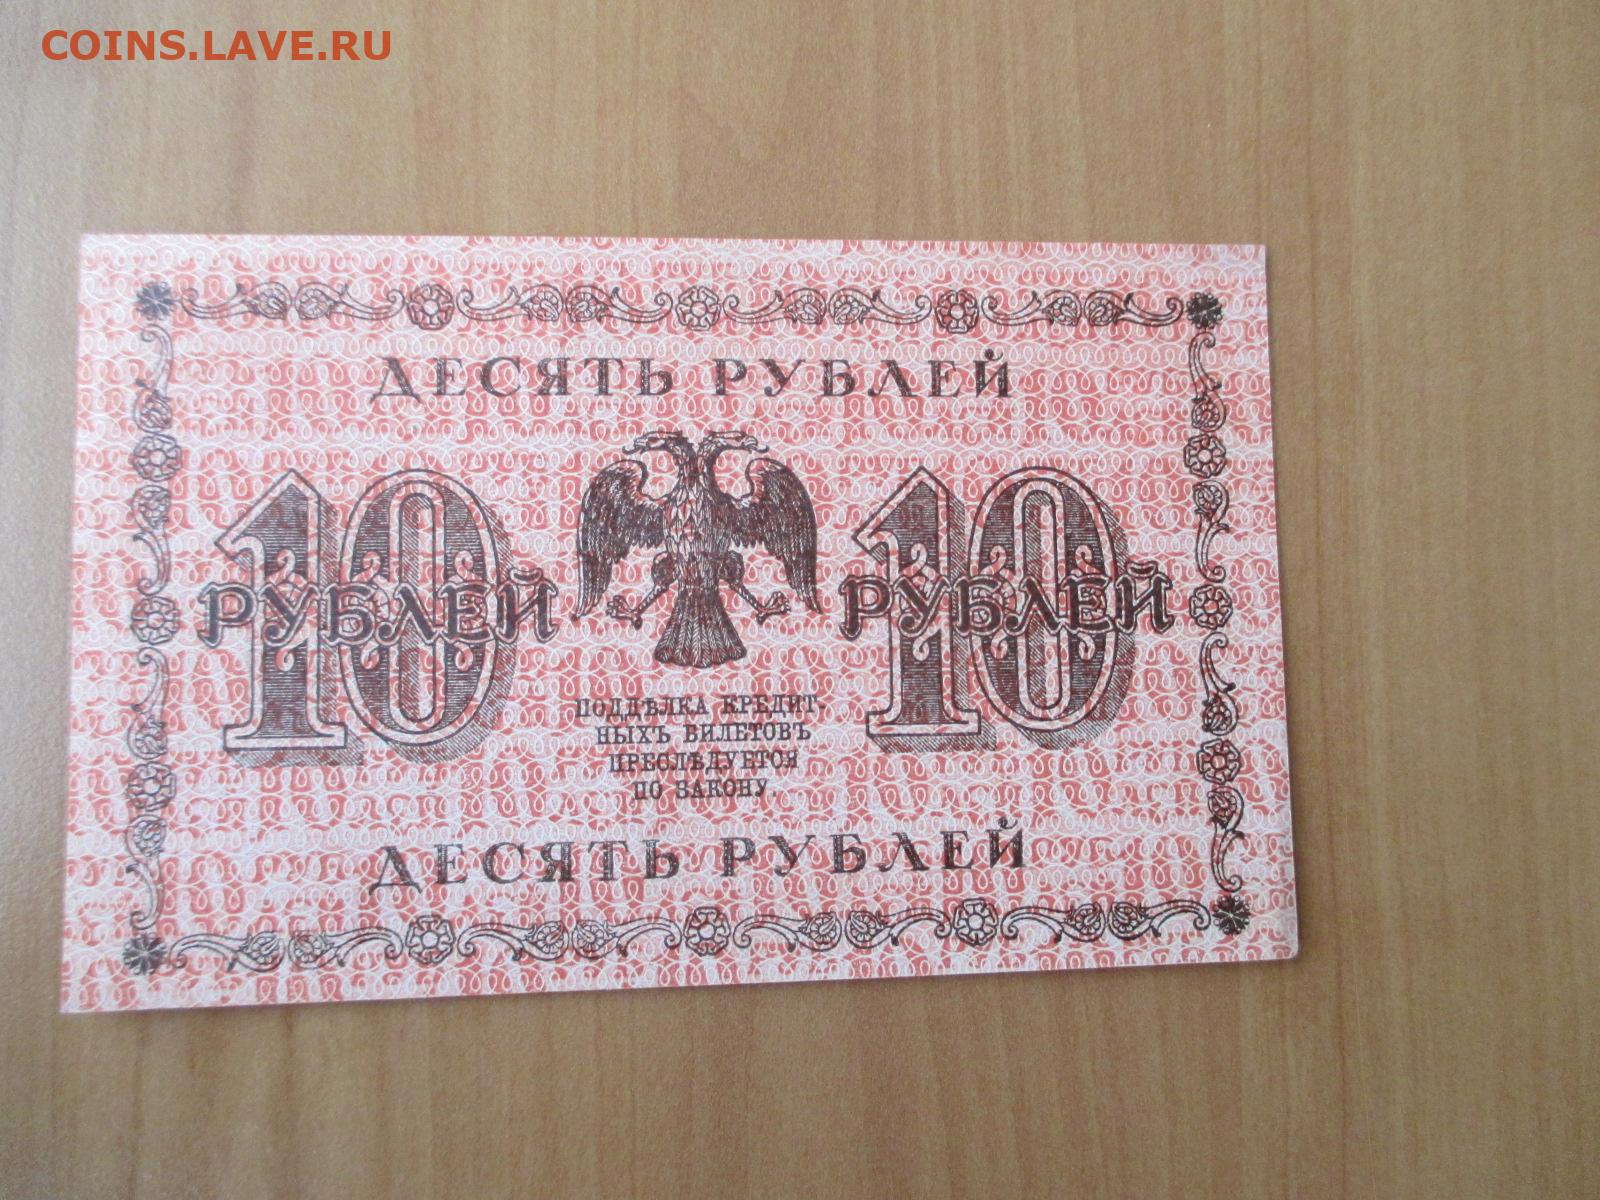 COINS.LAVE.RU
ДЕСЯТЬ РУБЛЕЙ
10 10
РУБЛЕЙ РУБЛЕЙ
ПОДДѢЛКА КРЕДИТ-
НЫХЪ БИЛЕТОВЪ
ПРЕСЛѢДУЕТСЯ
ПО ЗАКОНУ.
ДЕСЯТЬ РУБЛЕЙ